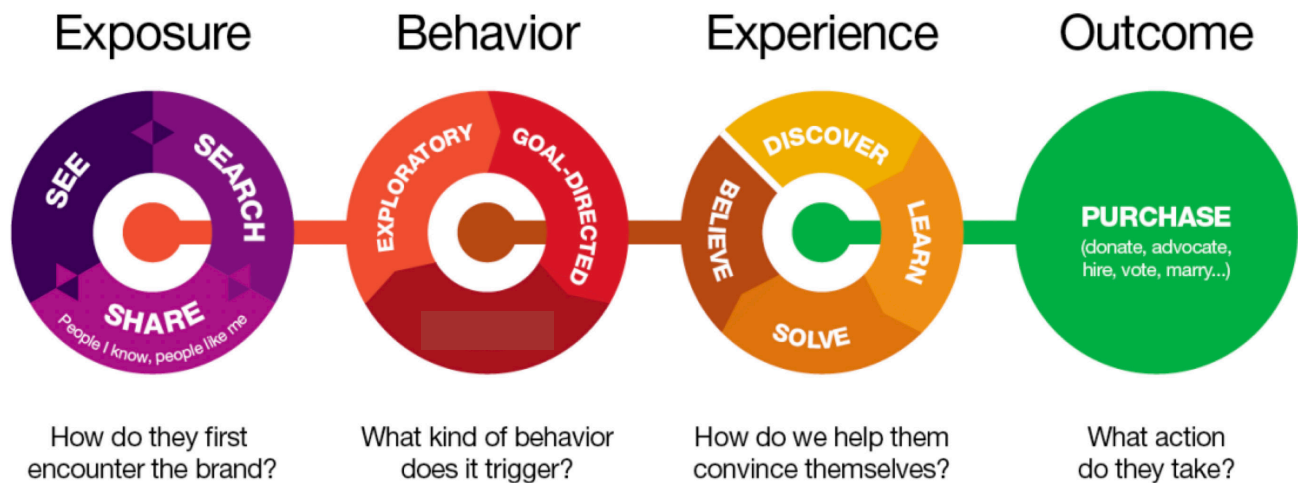 Exposure
Behavior
Experience
Outcome
SEE
SEARCH
SHARE
People I know, people like me
EXPLORATORY
GOAL-DIRECTED
DISCOVER
LEARN
SOLVE
BELIEVE
PURCHASE
(donate, advocate,
hire, vote, marry...)
How do they first
encounter the brand?
What kind of behavior
does it trigger?
How do we help them
convince themselves?
What action
do they take?